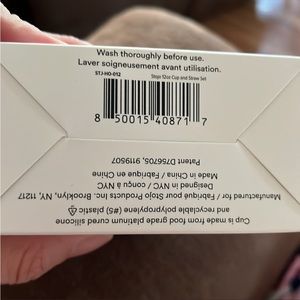 Wash thoroughly before use.
Laver soigneusement avant utilisation.
STJ-HO-012
Stojo 12oz Cup and Straw Set
8 50015 40871 7
Cup is made from food grade platinum cured silicone
and recyclable polypropylene (#5) plastic
Manufactured for / Fabriqué pour Stojo Products Inc. Brooklyn, NY, 11217
Designed in NYC / conçu à NYC
Made in China / Fabriqué en Chine
Patent D756705, 9119507